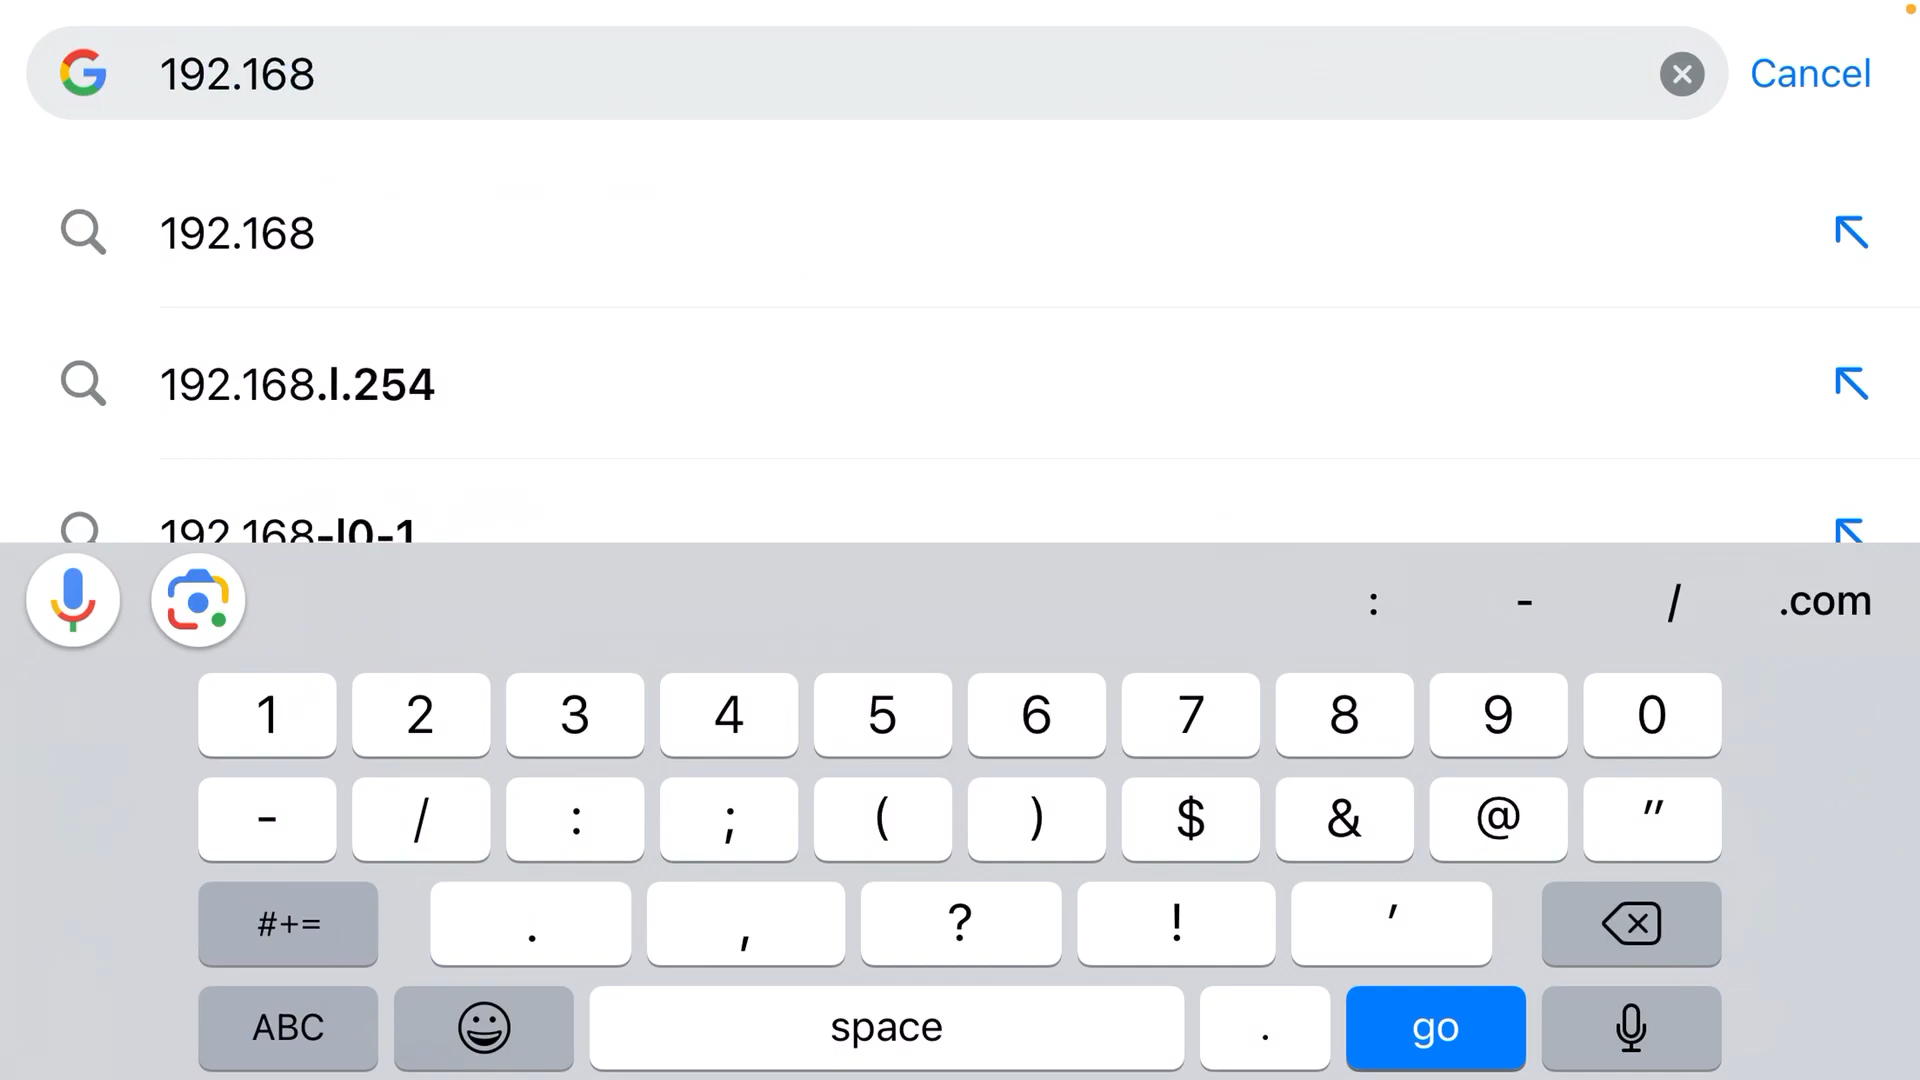 192.168
Cancel
192.168
192.168.l.254
192.168-l0-1
: - / .com
1 2 3 4 5 6 7 8 9 0
- / : ; ( ) $ & @ "
#+= . , ? ! '
ABC space . go